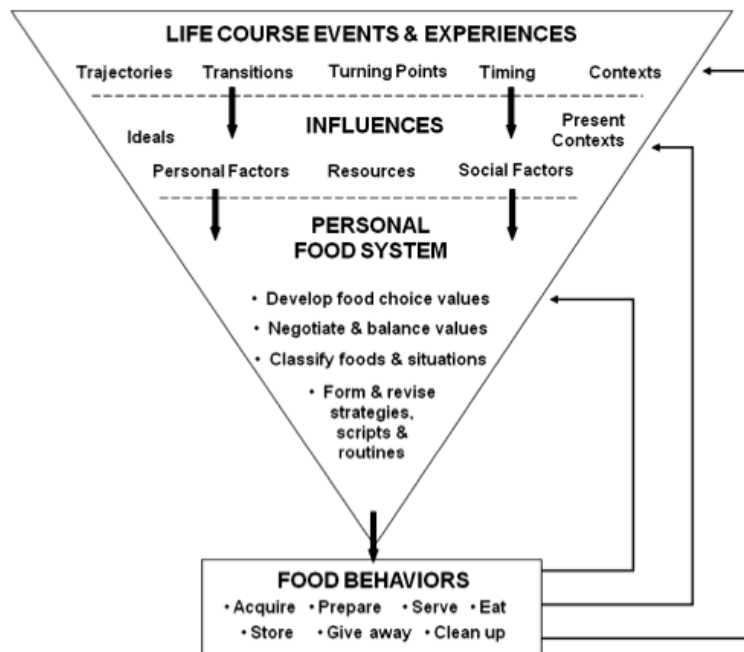 LIFE COURSE EVENTS & EXPERIENCES
Trajectories Transitions Turning Points Timing Contexts
Ideals INFLUENCES Present
Contexts
Personal Factors Resources Social Factors
PERSONAL
FOOD SYSTEM
• Develop food choice values
• Negotiate & balance values
• Classify foods & situations
• Form & revise
strategies,
scripts &
routines
FOOD BEHAVIORS
• Acquire • Prepare • Serve • Eat
• Store • Give away • Clean up